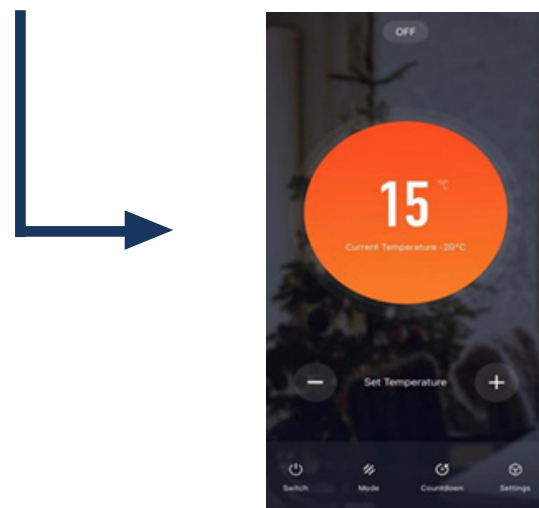 OFF
15 °C
Current Temperature -20°C
Set Temperature
Switch Mode Countdown Settings